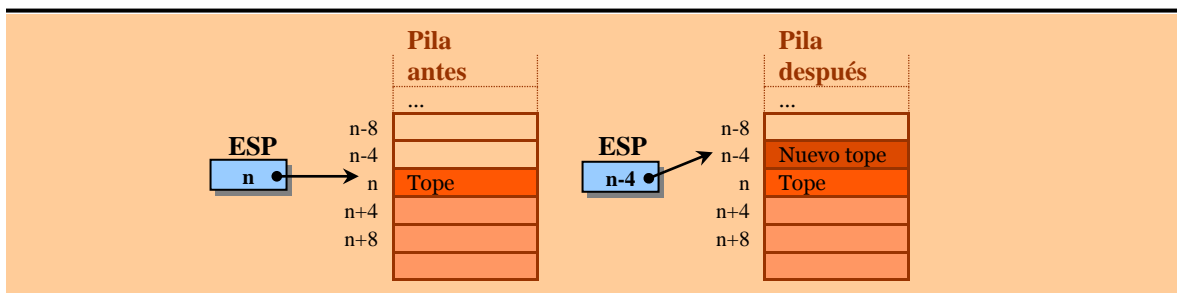 Pila
antes
...
n-8
ESP
n-4
n
n
Tope
n+4
n+8
Pila
después
...
n-8
ESP
n-4
Nuevo tope
n-4
n
Tope
n+4
n+8